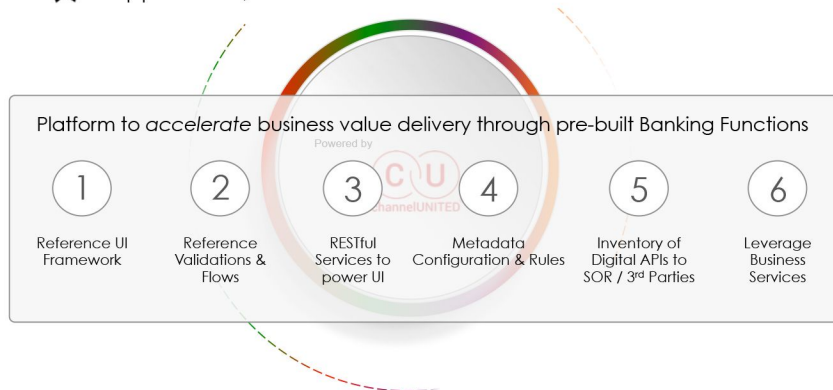 Platform to accelerate business value delivery through pre-built Banking Functions
Powered by
CU
channelUNITED
1
2
3
4
5
6
Reference UI
Framework
Reference
Validations &
Flows
RESTful
Services to
power UI
Metadata
Configuration & Rules
Inventory of
Digital APIs to
SOR / 3rd Parties
Leverage
Business
Services